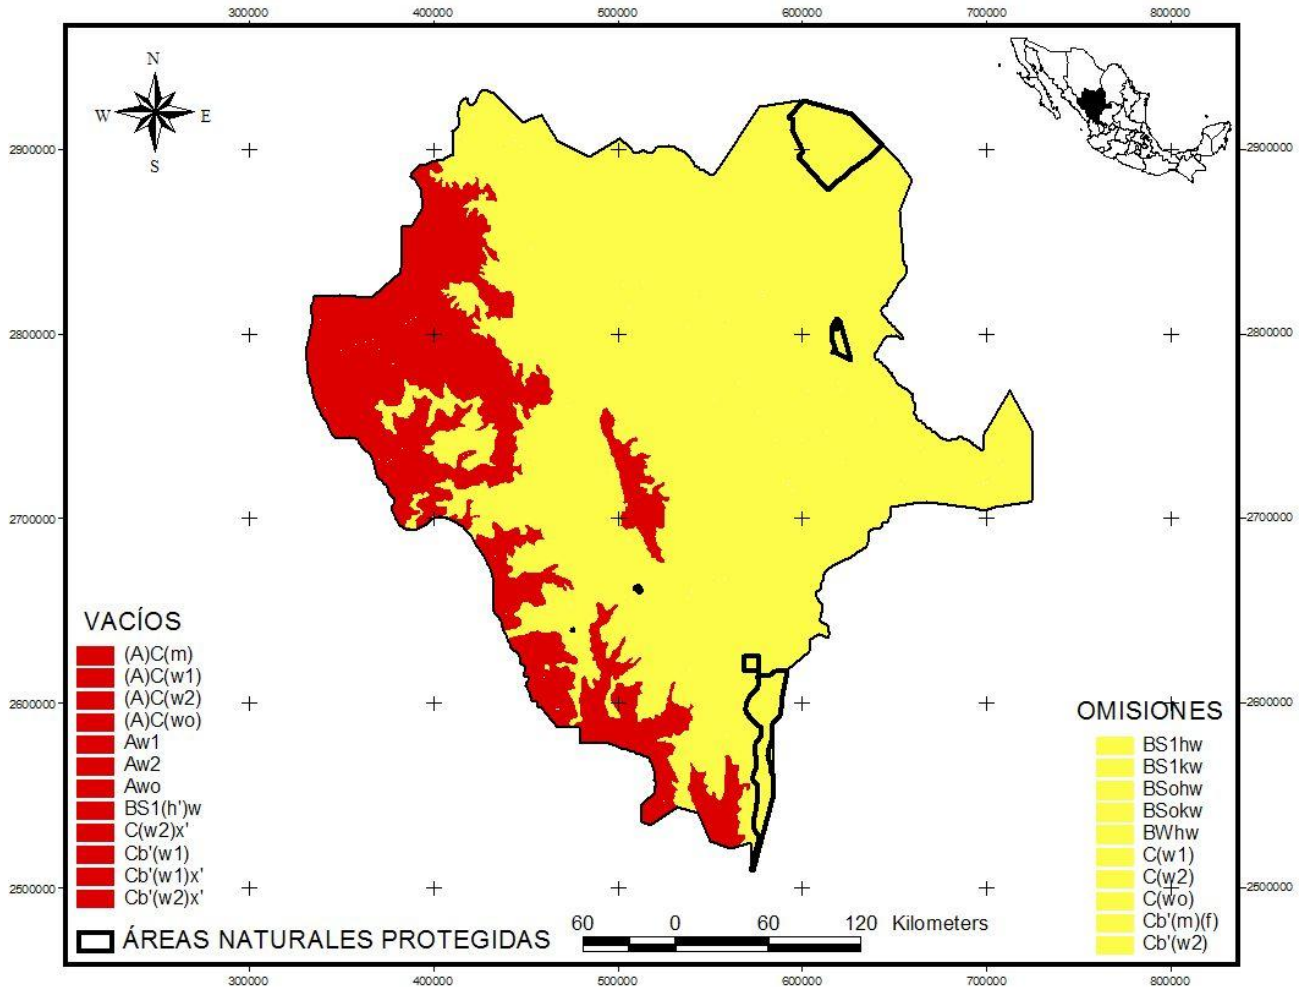 300000 400000 500000 600000 700000 800000
N
W E
S
2900000 2900000
2800000 2800000
2700000 2700000
2600000 2600000
2500000 2500000
VACÍOS
(A)C(m)
(A)C(w1)
(A)C(w2)
(A)C(wo)
Aw1
Aw2
Awo
BS1(h')w
C(w2)x'
Cb'(w1)
Cb'(w1)x'
Cb'(w2)x'
ÁREAS NATURALES PROTEGIDAS
60 0 60 120 Kilometers
OMISIONES
BS1hw
BS1kw
BSohw
BSokw
BWhw
C(w1)
C(w2)
C(wo)
Cb'(m)(f)
Cb'(w2)
300000 400000 500000 600000 700000 800000